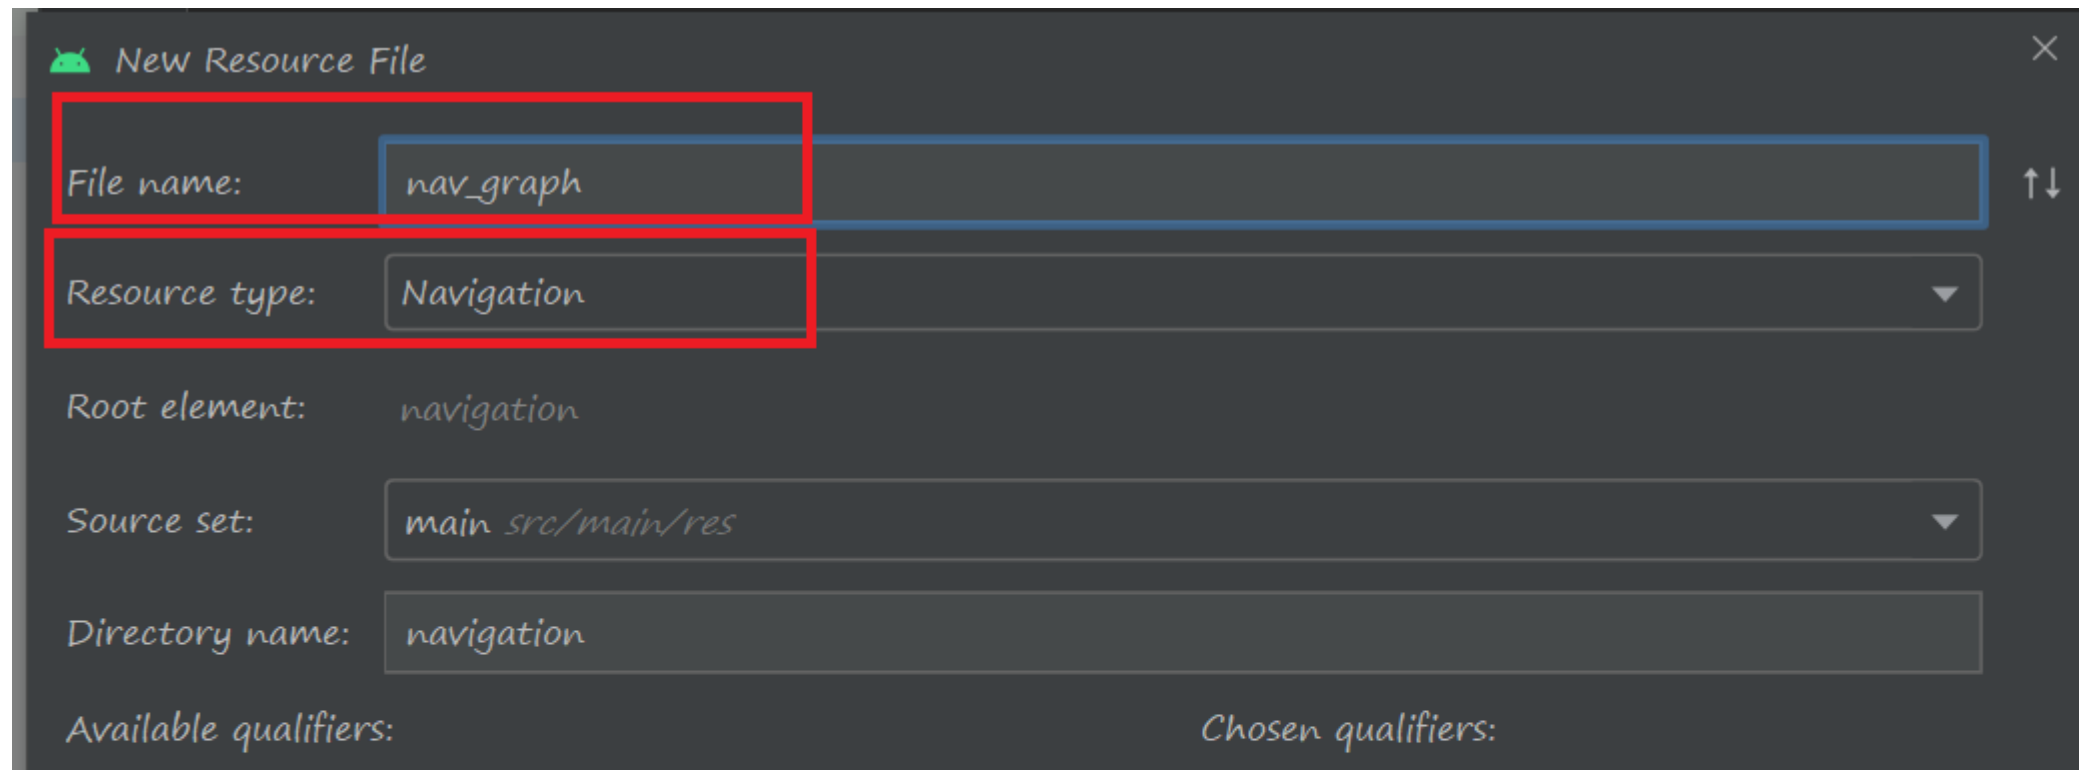 New Resource File
File name: nav_graph
Resource type: Navigation
Root element: navigation
Source set: main src/main/res
Directory name: navigation
Available qualifiers: Chosen qualifiers: